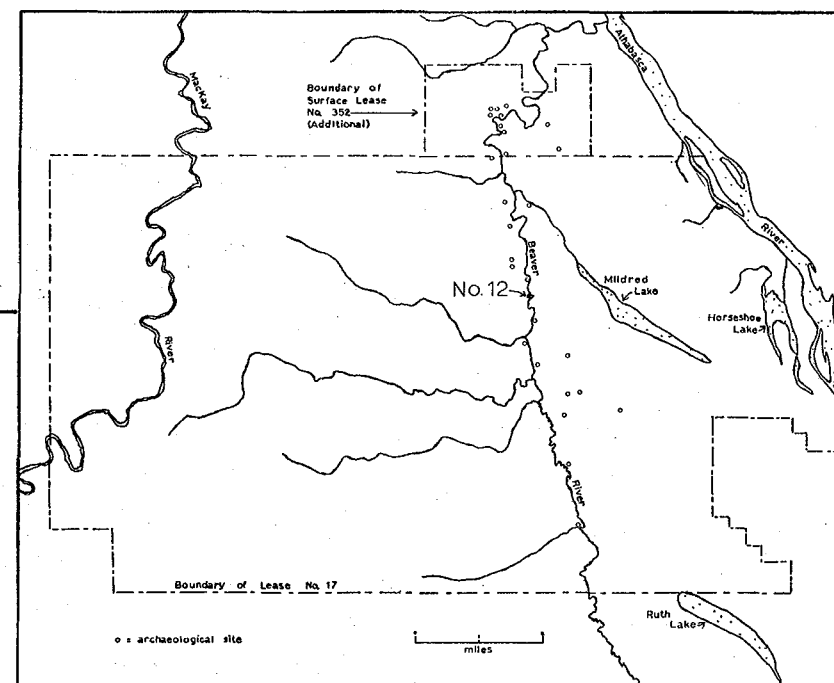 Athabasca
River
MacKay
River
Boundary of
Surface Lease
No. 352
(Additional)
Beaver
River
No. 12
Mildred
Lake
Horseshoe
Lake
Boundary of Lease No. 17
Ruth
Lake
o = archaeological site
miles